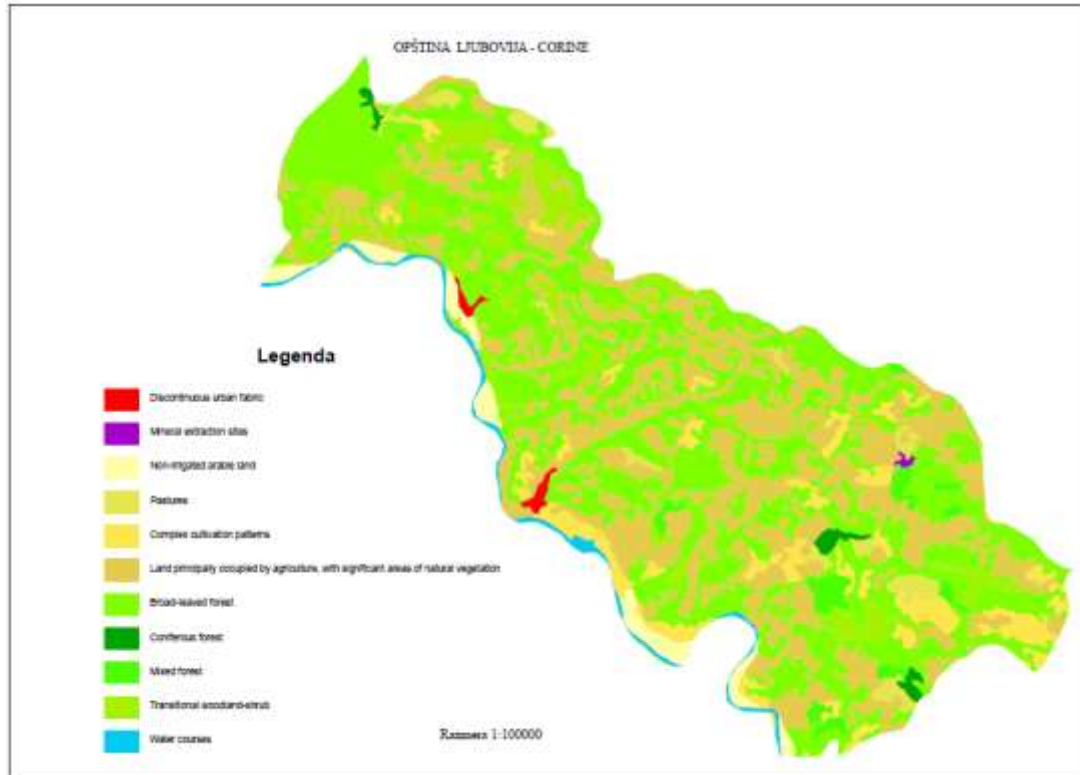 OPŠTINA LJUBOVIJA - CORINE
Legenda
Discontinuous urban fabric
Mineral extraction sites
Non-irrigated arable land
Pastures
Complex cultivation patterns
Land principally occupied by agriculture, with significant areas of natural vegetation
Broad-leaved forest
Coniferous forest
Mixed forest
Transitional woodland-shrub
Water courses
Razmera 1:100000